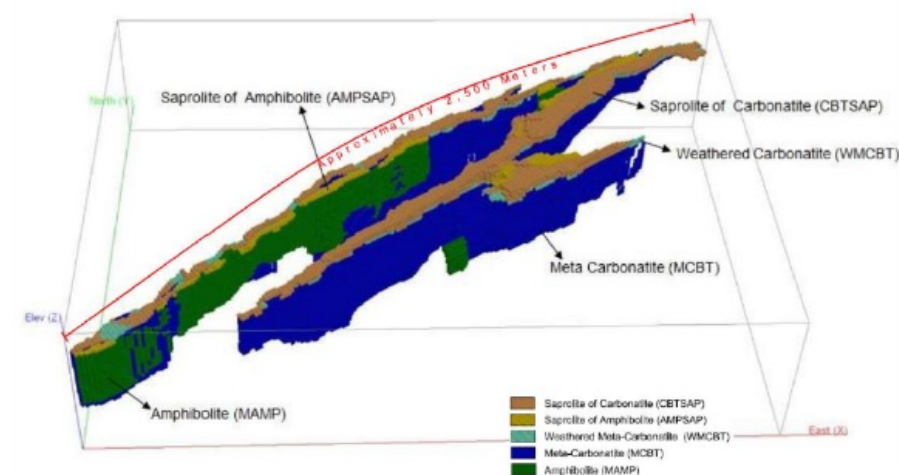 North (Y)
Saprolite of Amphibolite (AMPSAP)
Approximately 2,500 Meters
Saprolite of Carbonatite (CBTSAP)
Weathered Carbonatite (WMCBT)
Meta Carbonatite (MCBT)
Elev (Z)
Amphibolite (MAMP)
East (X)
Saprolite of Carbonatite (CBTSAP)
Saprolite of Amphibolite (AMPSAP)
Weathered Meta-Carbonatite (WMCBT)
Meta-Carbonatite (MCBT)
Amphibolite (MAMP)